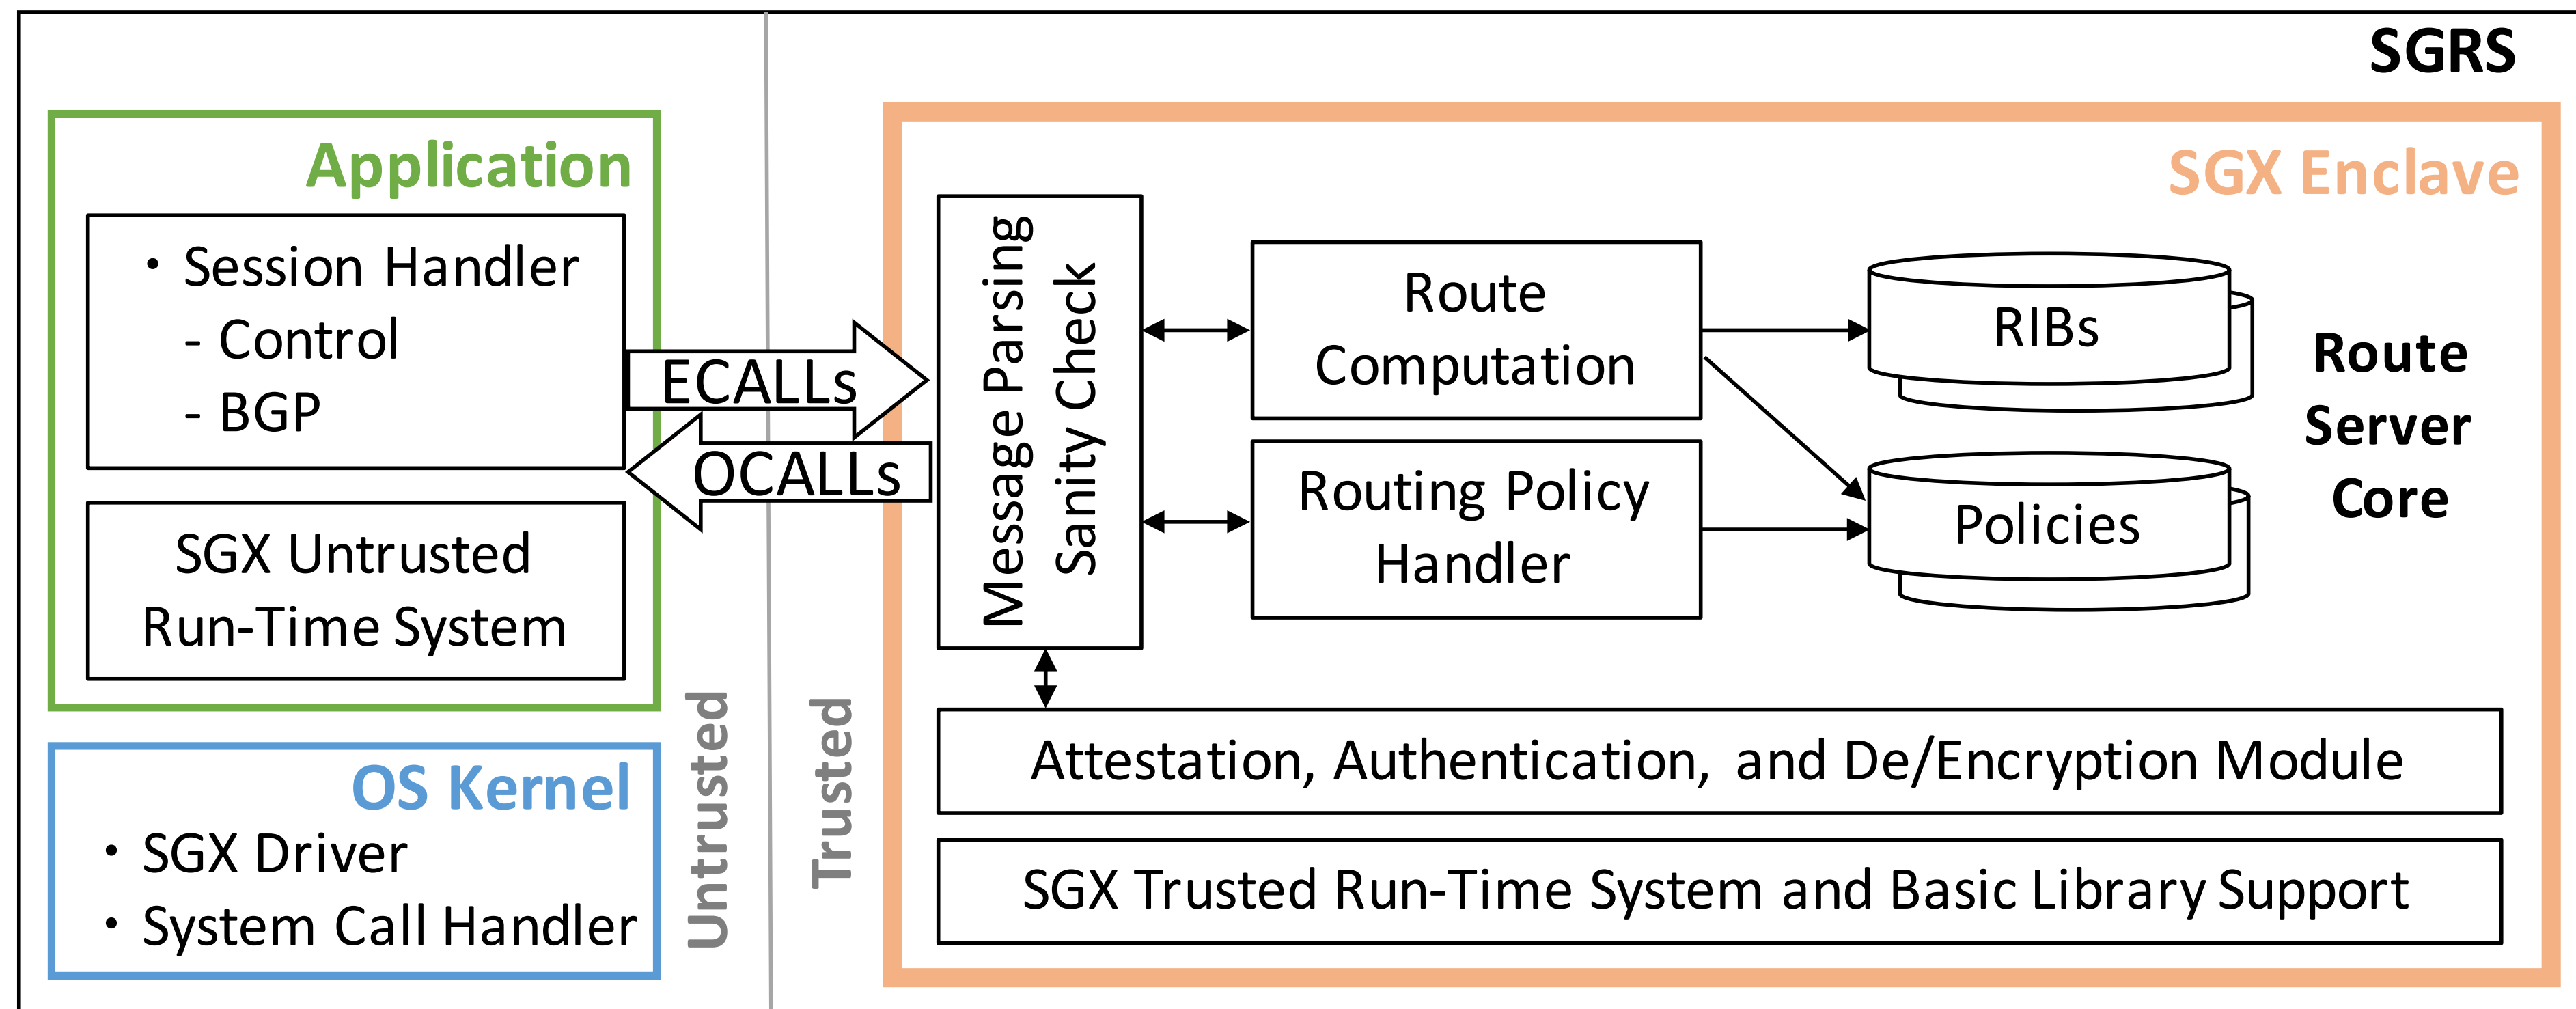 SGRS
Application
・ Session Handler
- Control
- BGP
SGX Untrusted
Run-Time System
OS Kernel
・ SGX Driver
・ System Call Handler
Untrusted
Trusted
ECALLs
OCALLs
SGX Enclave
Message Parsing
Sanity Check
Route
Computation
Routing Policy
Handler
RIBs
Policies
Route
Server
Core
Attestation, Authentication, and De/Encryption Module
SGX Trusted Run-Time System and Basic Library Support